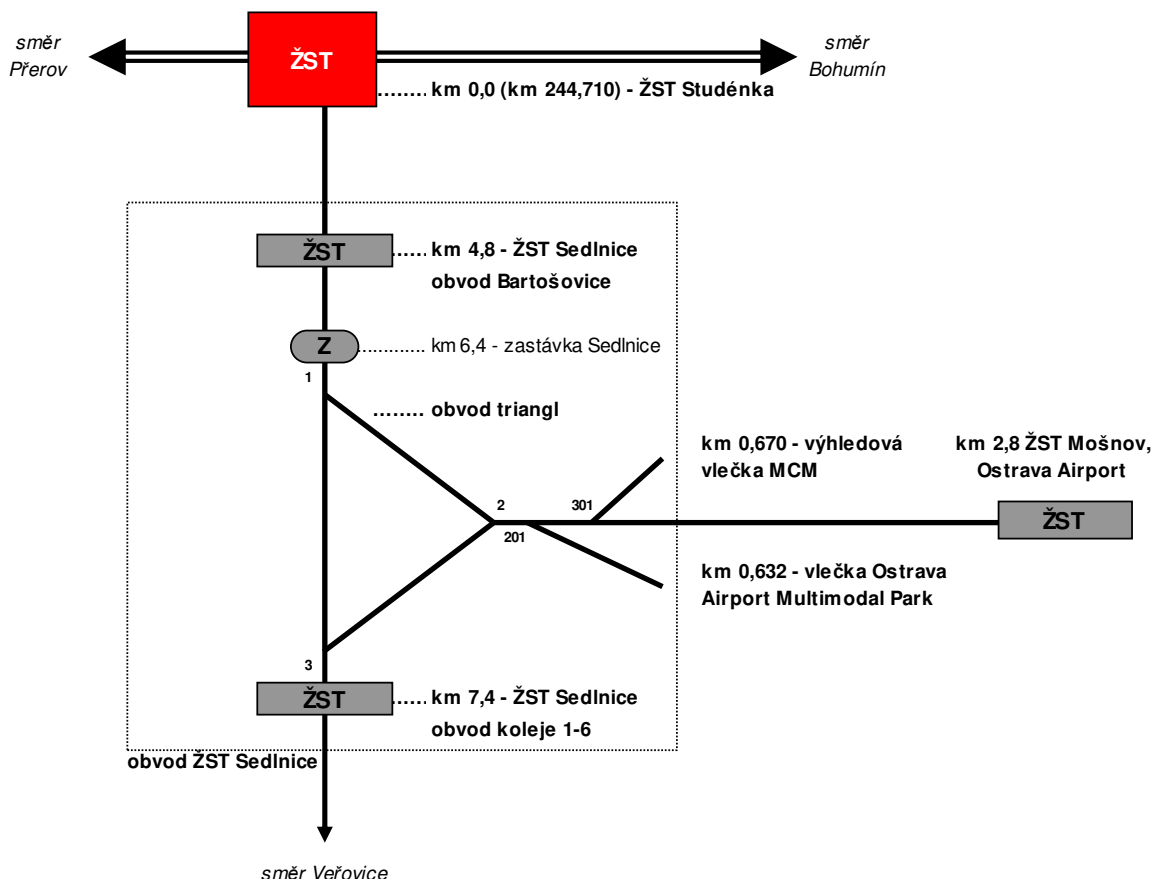 směr
Přerov
ŽST
směr
Bohumín
........ km 0,0 (km 244,710) - ŽST Studénka
ŽST
...... km 4,8 - ŽST Sedlnice
obvod Bartošovice
Z
............. km 6,4 - zastávka Sedlnice
1
........ obvod triangl
km 0,670 - výhledová
vlečka MCM
km 2,8 ŽST Mošnov,
Ostrava Airport
2
301
201
ŽST
km 0,632 - vlečka Ostrava
Airport Multimodal Park
3
ŽST
...... km 7,4 - ŽST Sedlnice
obvod koleje 1-6
obvod ŽST Sedlnice
směr Veřovice